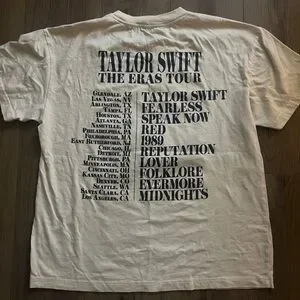 TAYLOR SWIFT
THE ERAS TOUR
GLENDALE, AZ
LAS VEGAS, NV
ARLINGTON, TX
TAMPA, FL
HOUSTON, TX
ATLANTA, GA
NASHVILLE, TN
PHILADELPHIA, PA
FOXBOROUGH, MA
EAST RUTHERFORD, NJ
CHICAGO, IL
DETROIT, MI
PITTSBURGH, PA
MINNEAPOLIS, MN
CINCINNATI, OH
KANSAS CITY, MO
DENVER, CO
SEATTLE, WA
SANTA CLARA, CA
LOS ANGELES, CA
TAYLOR SWIFT
FEARLESS
SPEAK NOW
RED
1989
REPUTATION
LOVER
FOLKLORE
EVERMORE
MIDNIGHTS